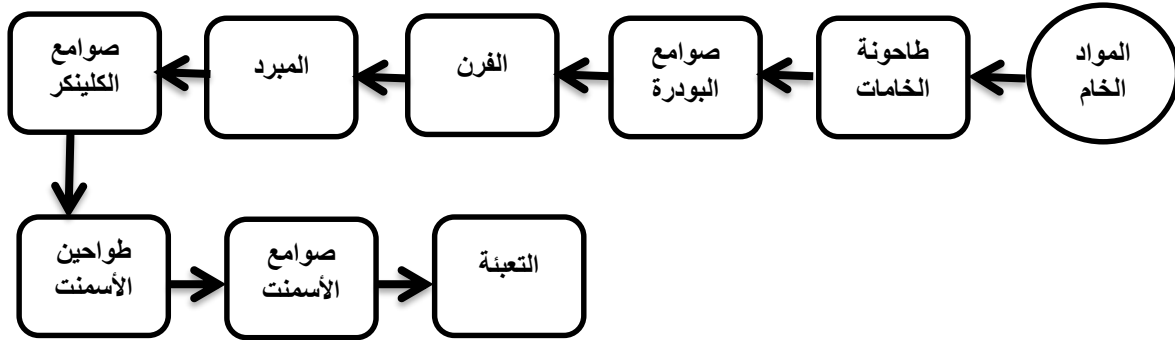 المواد
الخام
طاحونة
الخامات
صوامع
البودرة
الفرن
المبرد
صوامع
الكلينكر
طواحين
الأسمنت
صوامع
الأسمنت
التعبئة